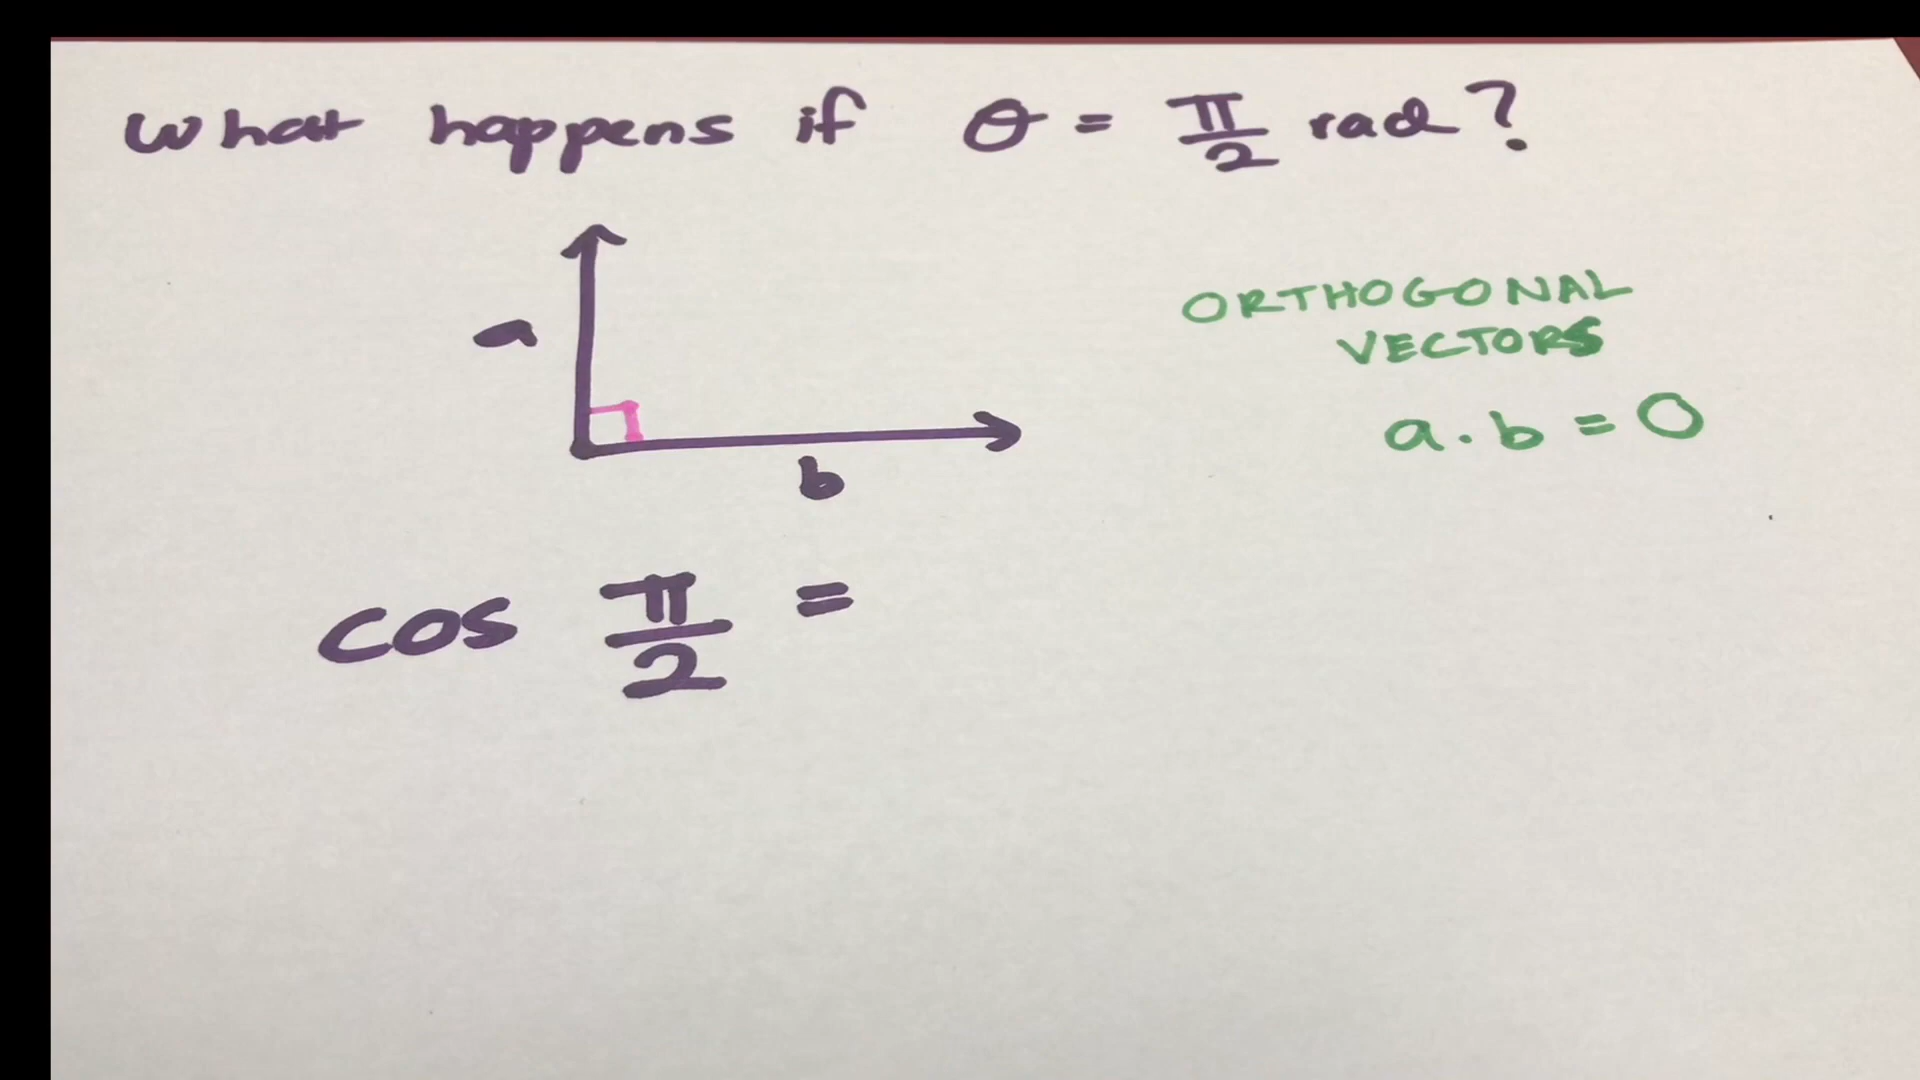 What happens if θ = π/2 rad?
ORTHOGONAL
VECTORS
a
a · b = 0
b
cos π/2 =